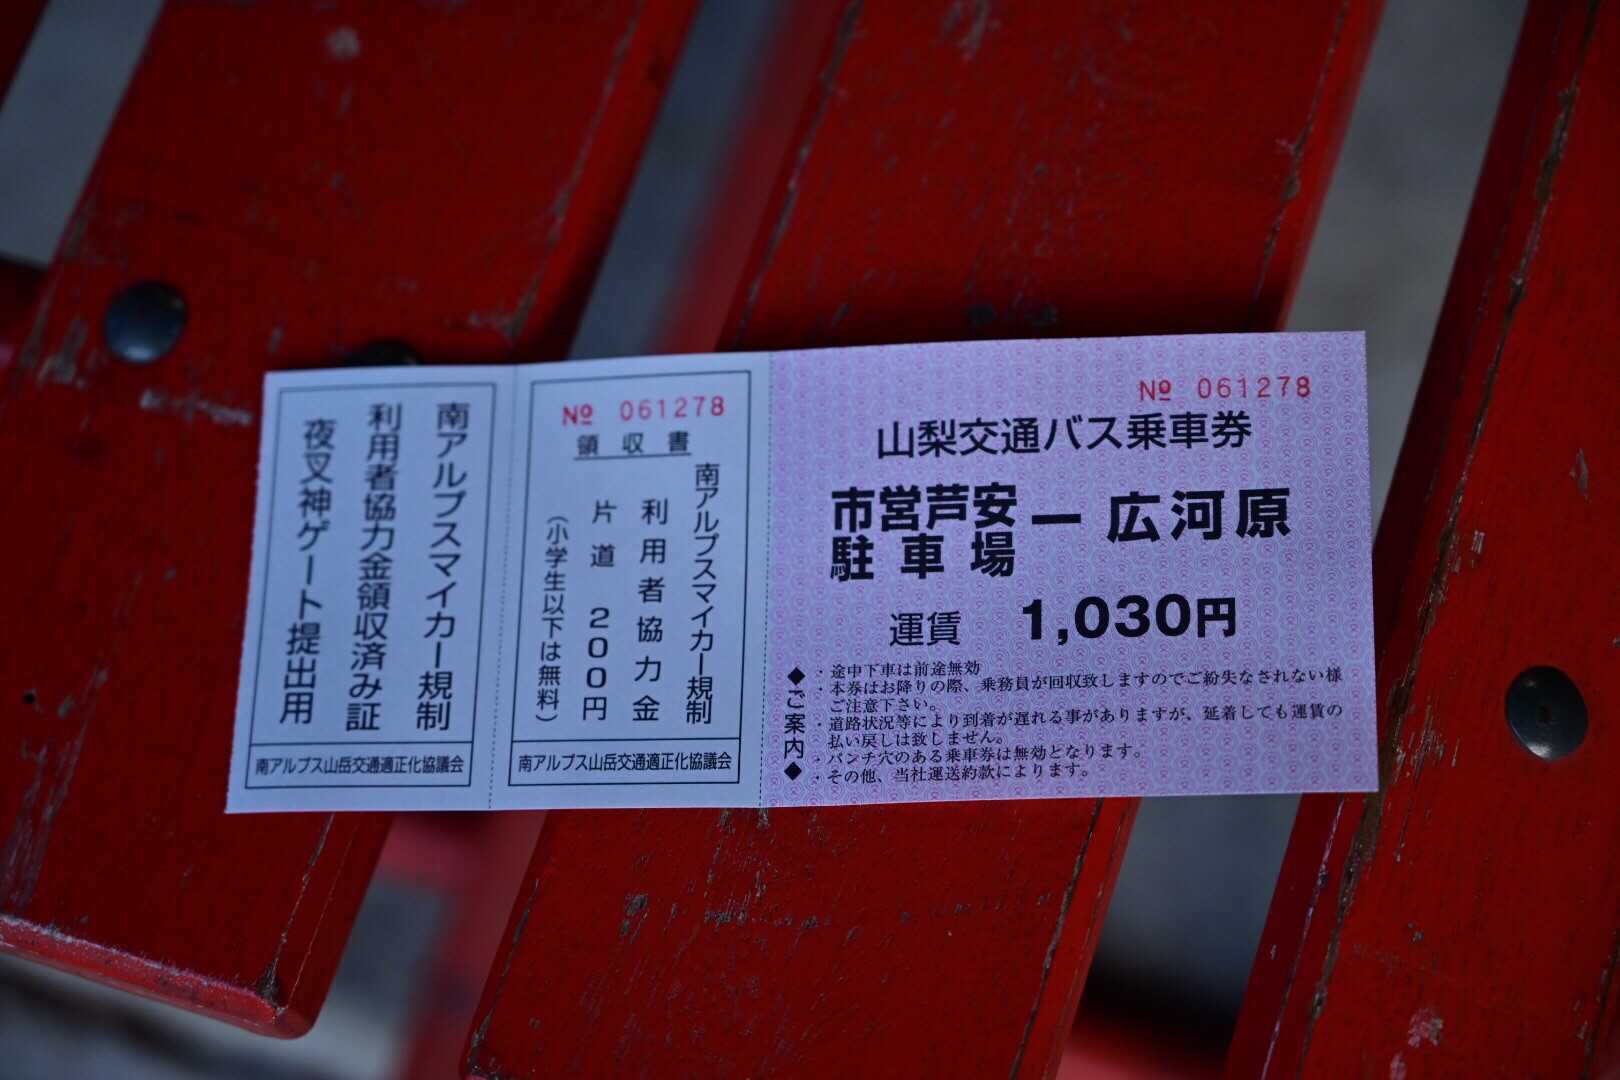 南アルプスマイカー規制
利用者協力金領収済み証
夜叉神ゲート提出用
南アルプス山岳交通適正化協議会
№ 061278
領収書
南アルプスマイカー規制
利用者協力金
片道 200円
（小学生以下は無料）
南アルプス山岳交通適正化協議会
№ 061278
山梨交通バス乗車券
市営芦安
駐車場
ー 広河原
運賃 1,030円
◆ご案内◆
・途中下車は前途無効
・本券はお降りの際、乗務員が回収致しますのでご紛失なされない様
ご注意下さい。
・道路状況等により到着が遅れる事がありますが、延着しても運賃の
払い戻しは致しません。
・パンチ穴のある乗車券は無効となります。
・その他、当社運送約款によります。